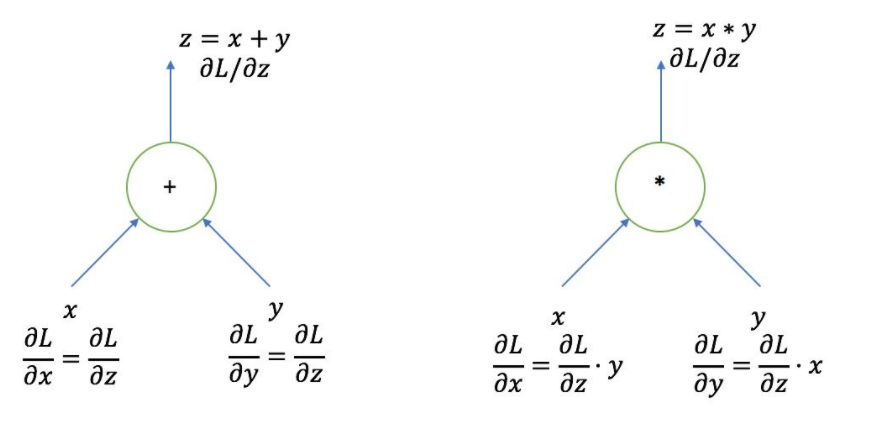 z = x + y
∂L/∂z
+
x
∂L/∂x = ∂L/∂z
y
∂L/∂y = ∂L/∂z
z = x * y
∂L/∂z
*
x
∂L/∂x = ∂L/∂z · y
y
∂L/∂y = ∂L/∂z · x